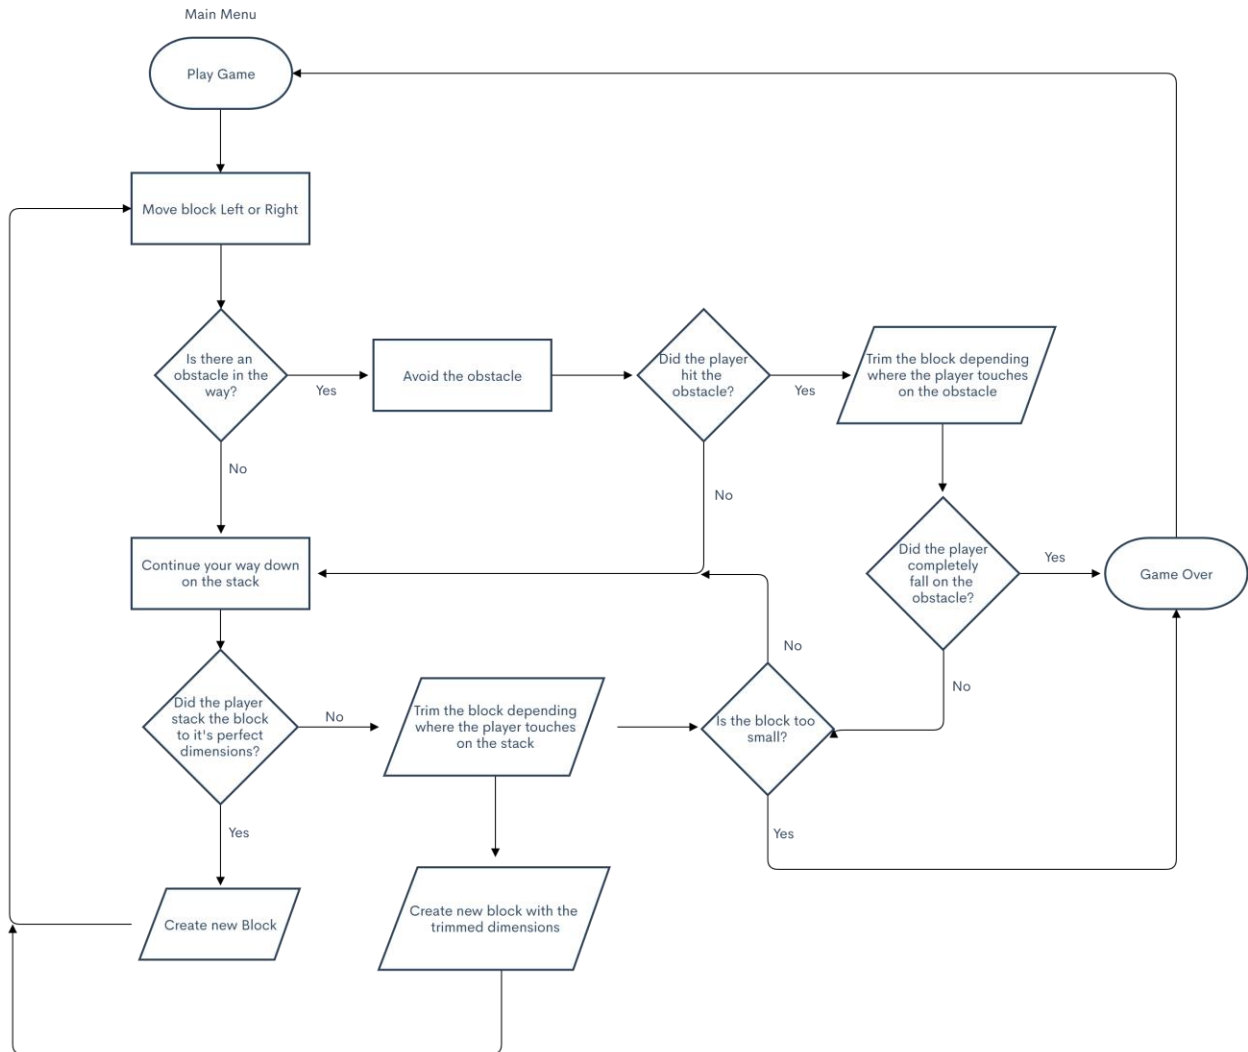 Main Menu
Play Game
Move block Left or Right
Is there an
obstacle in the
way?
Yes
Avoid the obstacle
Did the player
hit the
obstacle?
Yes
Trim the block depending
where the player touches
on the obstacle
No
No
Continue your way down
on the stack
Did the player
completely
fall on the
obstacle?
Yes
Game Over
No
No
Did the player
stack the block
to it's perfect
dimensions?
No
Trim the block depending
where the player touches
on the stack
Is the block too
small?
Yes
Yes
Create new Block
Create new block with the
trimmed dimensions